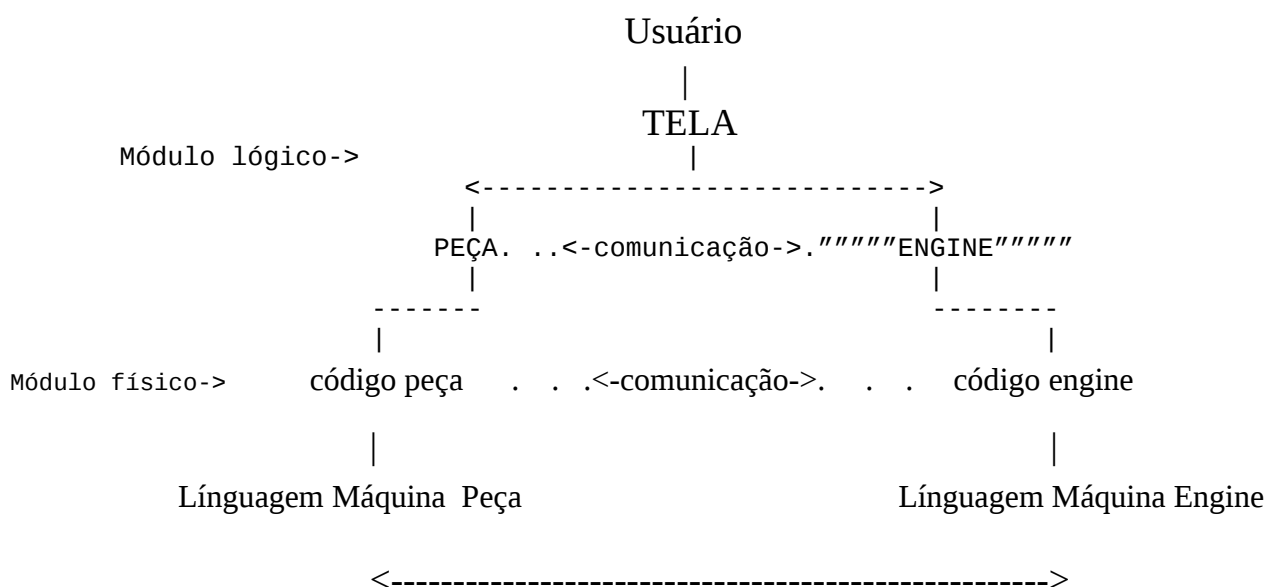 Usuário
|
TELA
Módulo lógico-> |
<---------------------------->
| |
PEÇA. ..<-comunicação->.”””””ENGINE”””””
| |
------- --------
| |
Módulo físico-> código peça . . .<-comunicação->. . . código engine
| |
Línguagem Máquina Peça Línguagem Máquina Engine
<----------------------------------------------------->